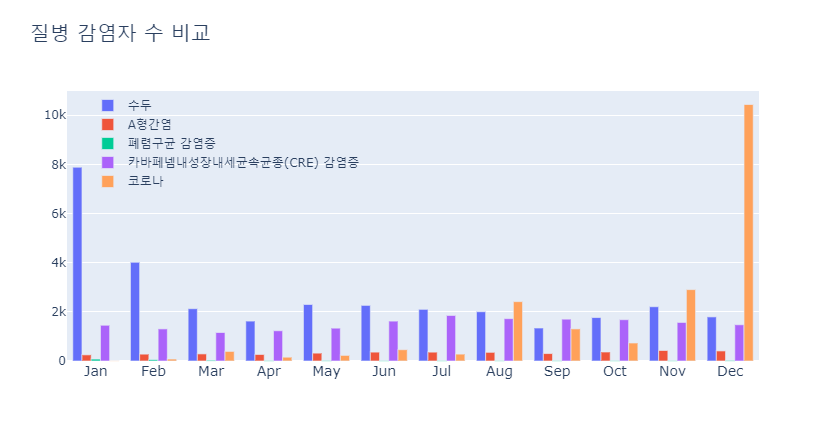 질병 감염자 수 비교
10k
8k
6k
4k
2k
0
수두
A형간염
폐렴구균 감염증
카바페넴내성장내세균속균종(CRE) 감염증
코로나
Jan Feb Mar Apr May Jun Jul Aug Sep Oct Nov Dec